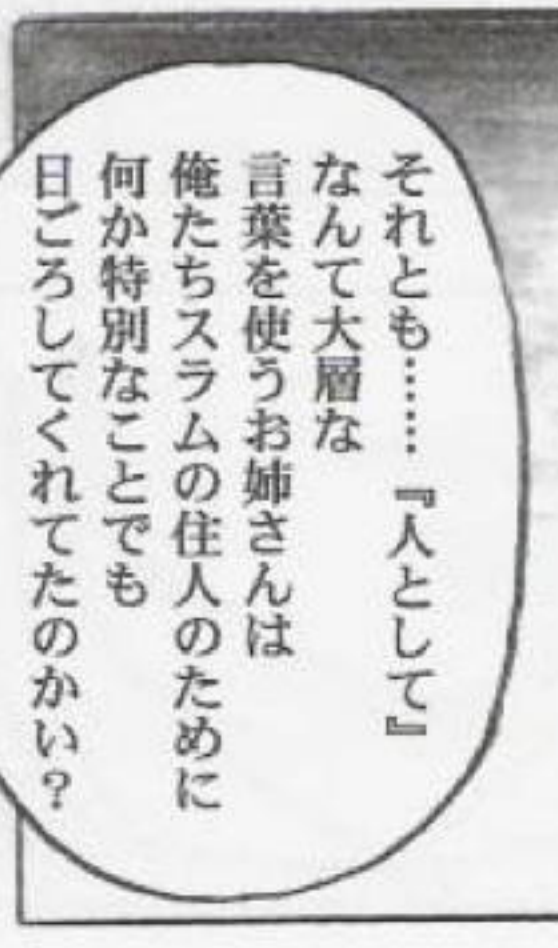 それとも……『人として』
なんて大層な
言葉を使うお姉さんは
俺たちスラムの住人のために
何か特別なことでも
日ごろしてくれてたのかい？